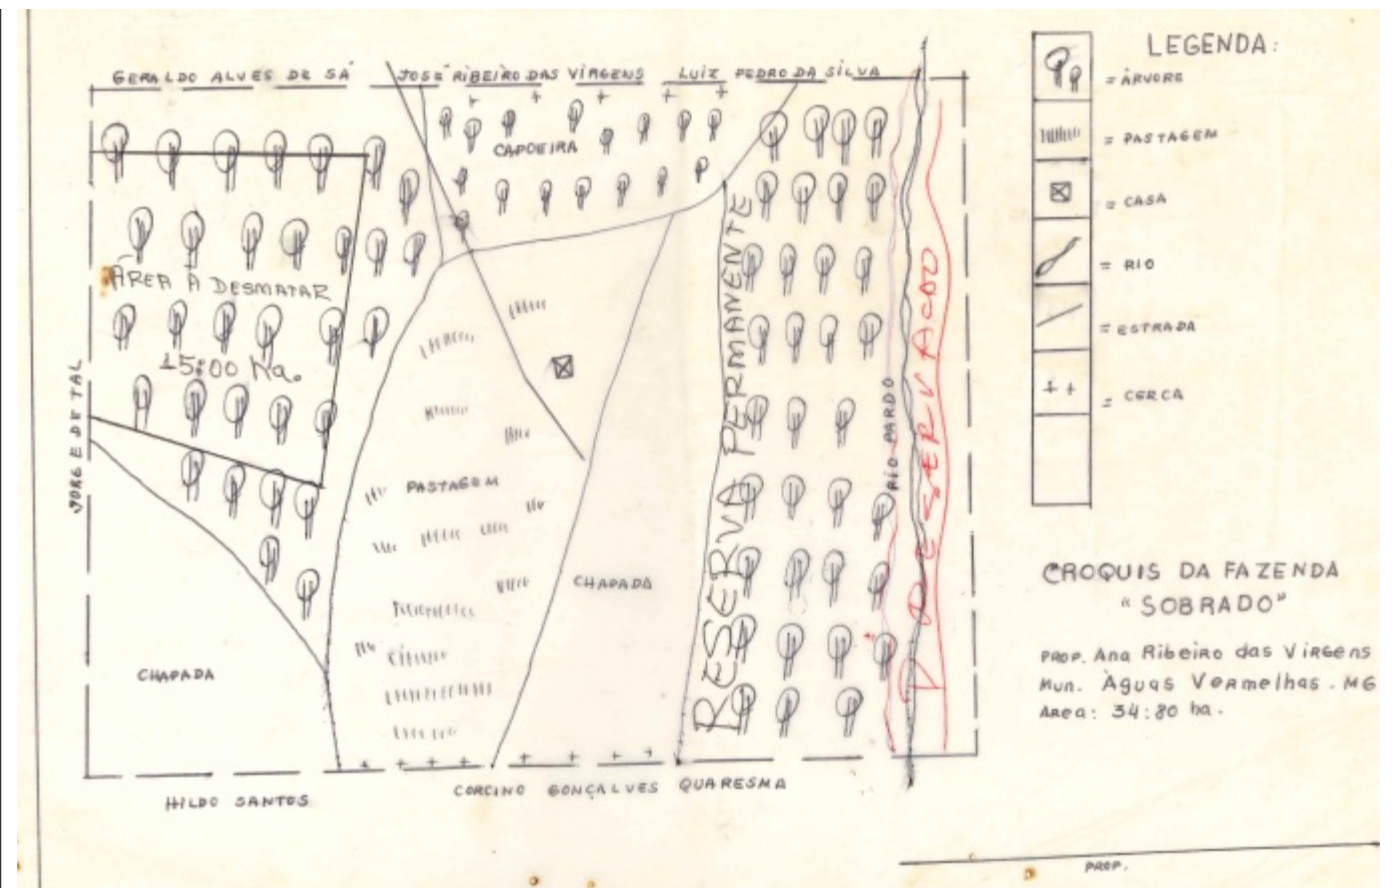 GERALDO ALVES DE SÁ
JOSÉ RIBEIRO DAS VIRGENS
LUIZ PEDRO DA SILVA
CAPOEIRA
ÁREA À DESMATAR
15:00 ha.
JORGE DE TAL
PASTAGEM
CHAPADA
CHAPADA
RESERVA PERMANENTE
RIO PARDO
PRESERVACAO
HILDO SANTOS
CORCINO GONÇALVES QUARESMA
LEGENDA:
= ÁRVORE
= PASTAGEM
= CASA
= RIO
= ESTRADA
= CERCA
CROQUIS DA FAZENDA
"SOBRADO"
PROP. Ana Ribeiro das Virgens
Mun. Àguas Vermelhas. MG
Area: 34:80 ha.
PROP.